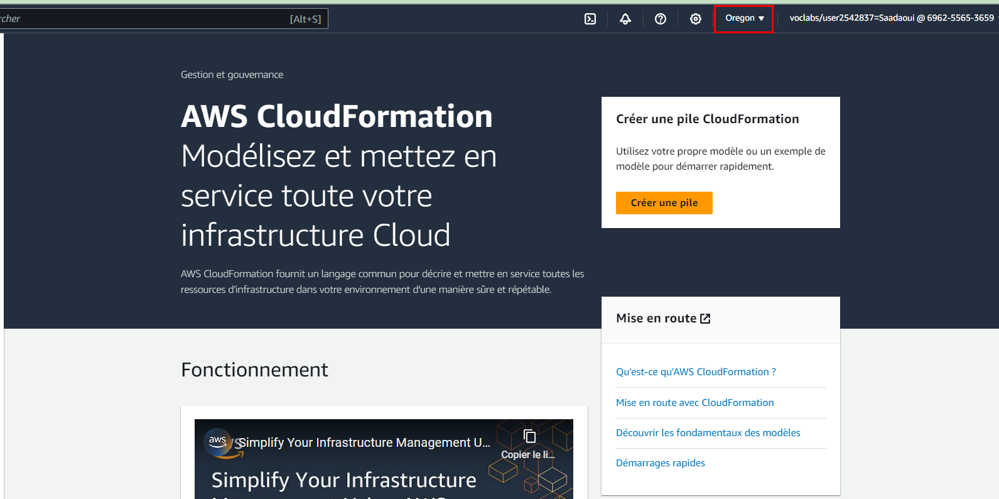 rcher
[Alt+S]
Oregon
voclabs/user2542837=Saadaoui @ 6962-5565-3659
Gestion et gouvernance
AWS CloudFormation
Modélisez et mettez en
service toute votre
infrastructure Cloud
AWS CloudFormation fournit un langage commun pour décrire et mettre en service toutes les
ressources d'infrastructure dans votre environnement d'une manière sûre et répétable.
Créer une pile CloudFormation
Utilisez votre propre modèle ou un exemple de
modèle pour démarrer rapidement.
Créer une pile
Mise en route
Qu'est-ce qu'AWS CloudFormation ?
Mise en route avec CloudFormation
Découvrir les fondamentaux des modèles
Démarrages rapides
Fonctionnement
aws
Simplify Your Infrastructure Management U...
Copier le li...
Simplify Your Infrastructure
Management Using AWS